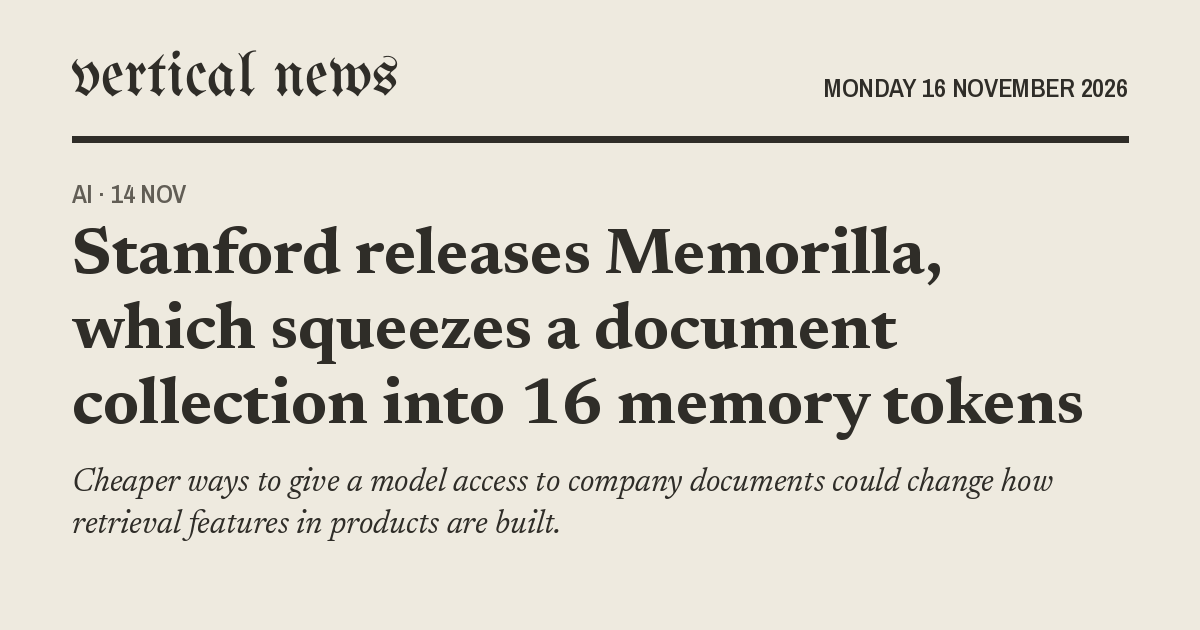 vertical news
MONDAY 16 NOVEMBER 2026
AI · 14 NOV
Stanford releases Memorilla,
which squeezes a document
collection into 16 memory tokens
Cheaper ways to give a model access to company documents could change how
retrieval features in products are built.